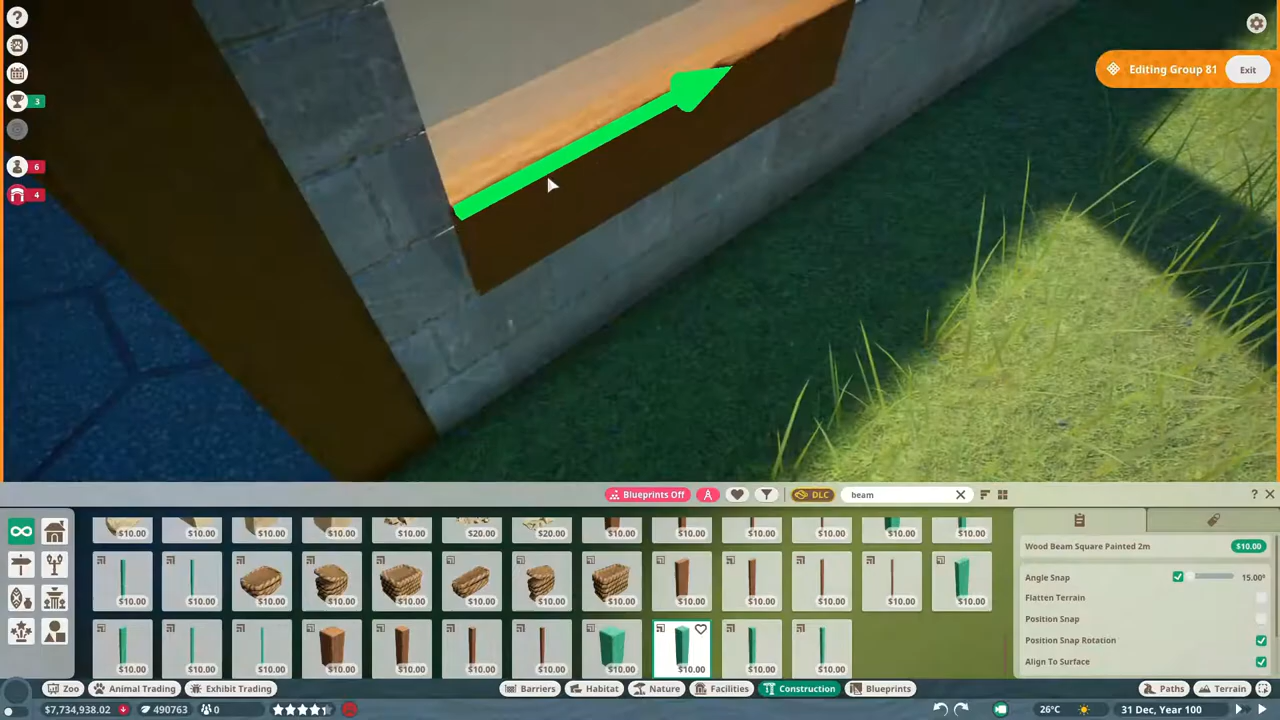 ?
Editing Group 81
Exit
3
6
4
Blueprints Off
DLC
beam
?
$10.00 $10.00 $10.00 $10.00 $10.00 $20.00 $20.00 $10.00 $10.00 $10.00 $10.00 $10.00 $10.00
$10.00 $10.00 $10.00 $10.00 $10.00 $10.00 $10.00 $10.00 $10.00 $10.00 $10.00 $10.00 $10.00
$10.00 $10.00 $10.00 $10.00 $10.00 $10.00 $10.00 $10.00 $10.00 $10.00 $10.00
Wood Beam Square Painted 2m $10.00
Angle Snap 15.00°
Flatten Terrain
Position Snap
Position Snap Rotation
Align To Surface
Zoo Animal Trading Exhibit Trading Barriers Habitat Nature Facilities Construction Blueprints Paths Terrain
$7,734,938.02 490763 0 26°C 31 Dec, Year 100